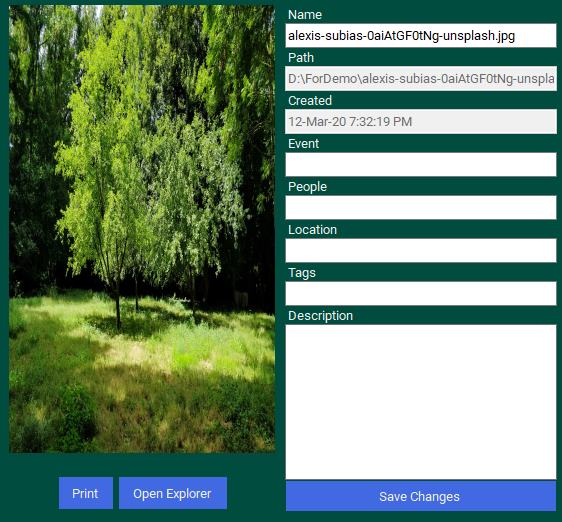 Name
alexis-subias-0aiAtGF0tNg-unsplash.jpg
Path
D:\ForDemo\alexis-subias-0aiAtGF0tNg-unspla
Created
12-Mar-20 7:32:19 PM
Event
People
Location
Tags
Description
Print
Open Explorer
Save Changes